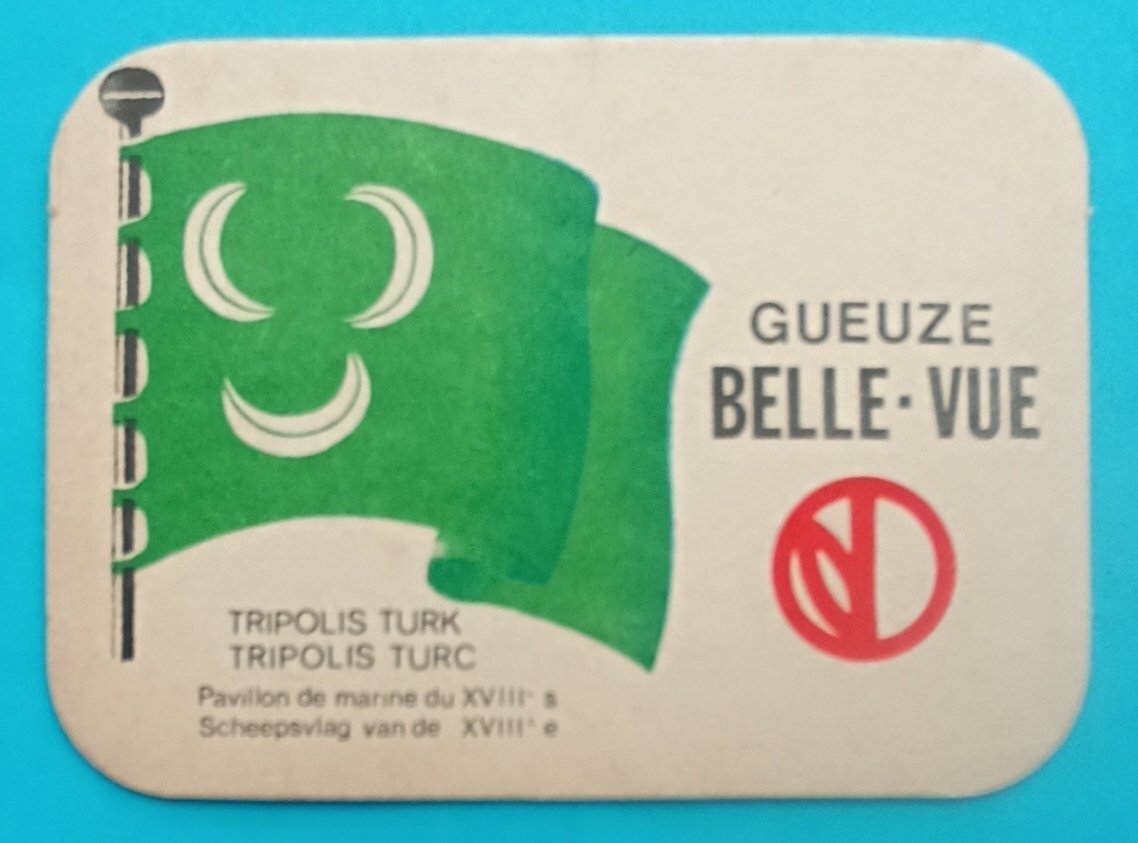 GUEUZE
BELLE·VUE
TRIPOLIS TURK
TRIPOLIS TURC
Pavillon de marine du XVIIIe s
Scheepsvlag van de XVIIIe e